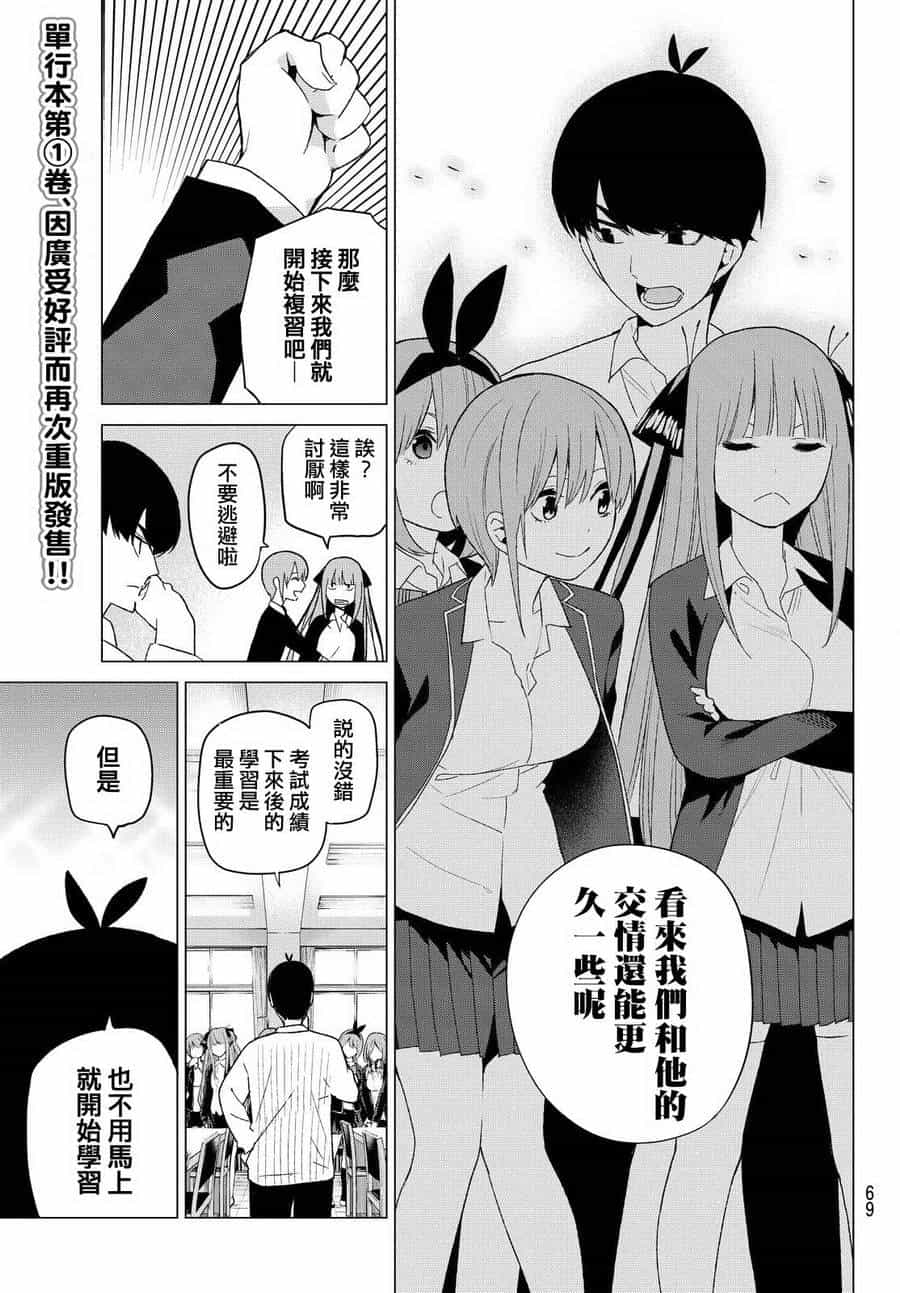 看來我們和他的
交情還能更
久一些呢
那麼
接下來我們就
開始複習吧—
誒？
這樣非常
討厭啊
不要逃避啦
說的沒錯
考試成績
下來後的
學習是
最重要的
但是
也不用馬上
就開始學習
單行本第①卷、因廣受好評而再次重版發售!!
69